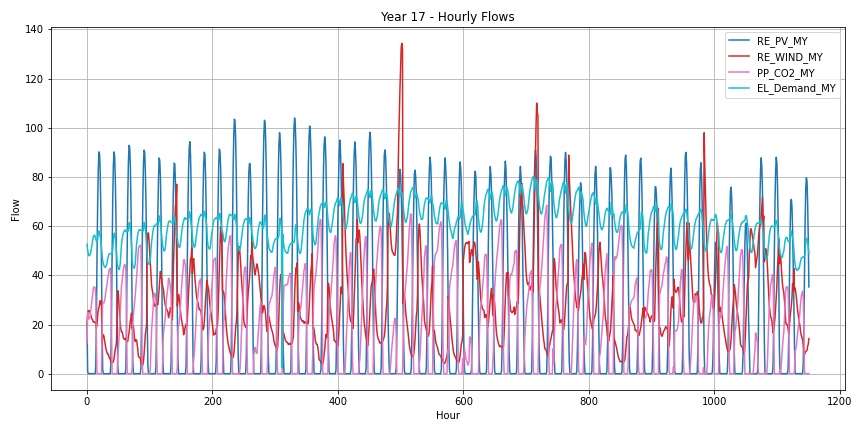 Year 17 - Hourly Flows
RE_PV_MY
RE_WIND_MY
PP_CO2_MY
EL_Demand_MY
Flow
140
120
100
80
60
40
20
0
0
200
400
600
800
1000
1200
Hour